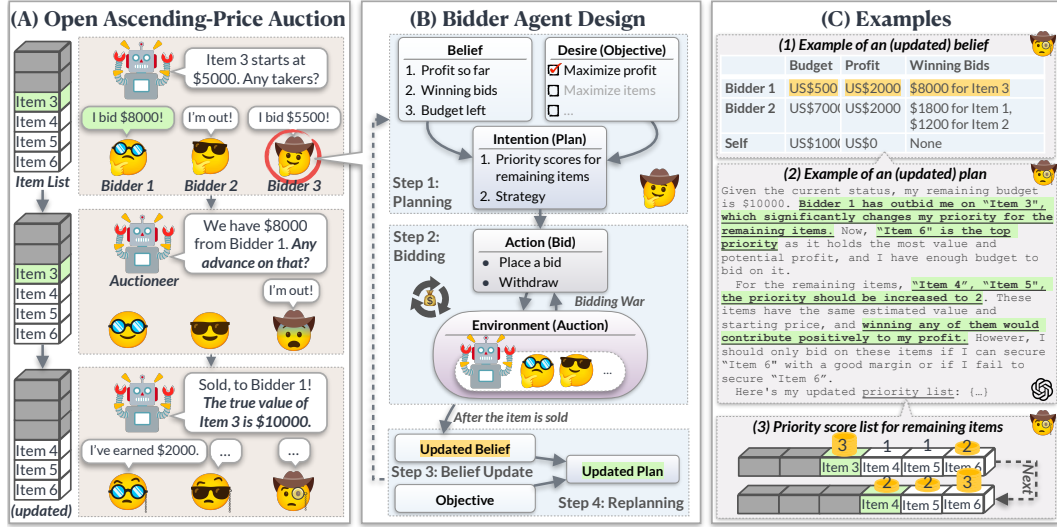 (A) Open Ascending-Price Auction
Item 3
Item 4
Item 5
Item 6
Item List
Item 3 starts at
$5000. Any takers?
I bid $8000!
I'm out!
I bid $5500!
Bidder 1
Bidder 2
Bidder 3
Item 3
Item 4
Item 5
Item 6
We have $8000
from Bidder 1. Any
advance on that?
Auctioneer
I'm out!
Item 4
Item 5
Item 6
(updated)
Sold, to Bidder 1!
The true value of
Item 3 is $10000.
I've earned $2000.
...
...
(B) Bidder Agent Design
Belief
1. Profit so far
2. Winning bids
3. Budget left
Desire (Objective)
Maximize profit
Maximize items
...
Intention (Plan)
1. Priority scores for
remaining items
2. Strategy
Step 1:
Planning
Step 2:
Bidding
Action (Bid)
• Place a bid
• Withdraw
Bidding War
Environment (Auction)
...
After the item is sold
Updated Belief
Step 3: Belief Update
Objective
Updated Plan
Step 4: Replanning
(C) Examples
(1) Example of an (updated) belief
Budget Profit Winning Bids
Bidder 1 US$500 US$2000 $8000 for Item 3
Bidder 2 US$7000 US$2000 $1800 for Item 1,
$1200 for Item 2
Self US$100 US$0 None
(2) Example of an (updated) plan
Given the current status, my remaining budget
is $10000. Bidder 1 has outbid me on "Item 3",
which significantly changes my priority for the
remaining items. Now, "Item 6" is the top
priority as it holds the most value and
potential profit, and I have enough budget to
bid on it.
For the remaining items, "Item 4", "Item 5",
the priority should be increased to 2. These
items have the same estimated value and
starting price, and winning any of them would
contribute positively to my profit. However, I
should only bid on these items if I can secure
"Item 6" with a good margin or if I fail to
secure "Item 6".
Here's my updated priority list: {…}
(3) Priority score list for remaining items
3 1 1 2
Item 3 Item 4 Item 5 Item 6
2 2 3
Item 4 Item 5 Item 6
Next